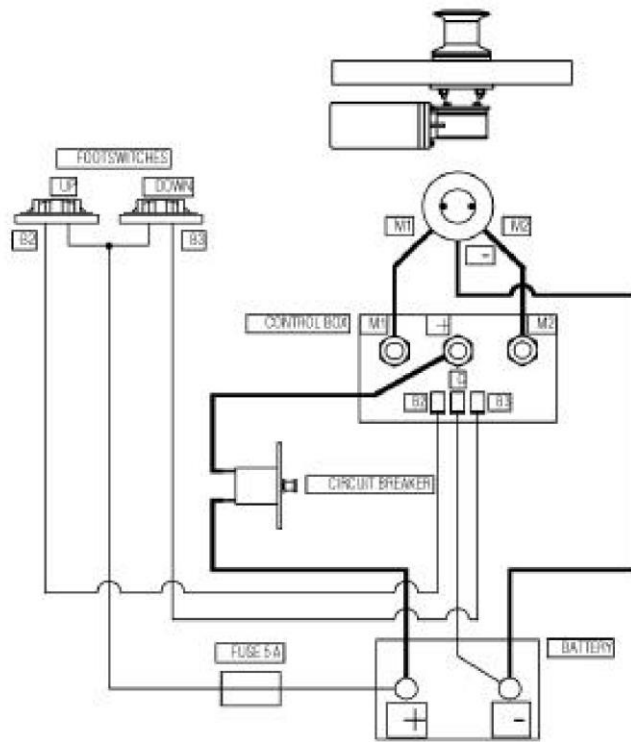 FOOTSWITCHES
UP
DOWN
B2
B3
M1
M2
-
CONTROL BOX
M1
+
M2
B2
B3
CIRCUIT BREAKER
FUSE 5 A
BATTERY
+
-